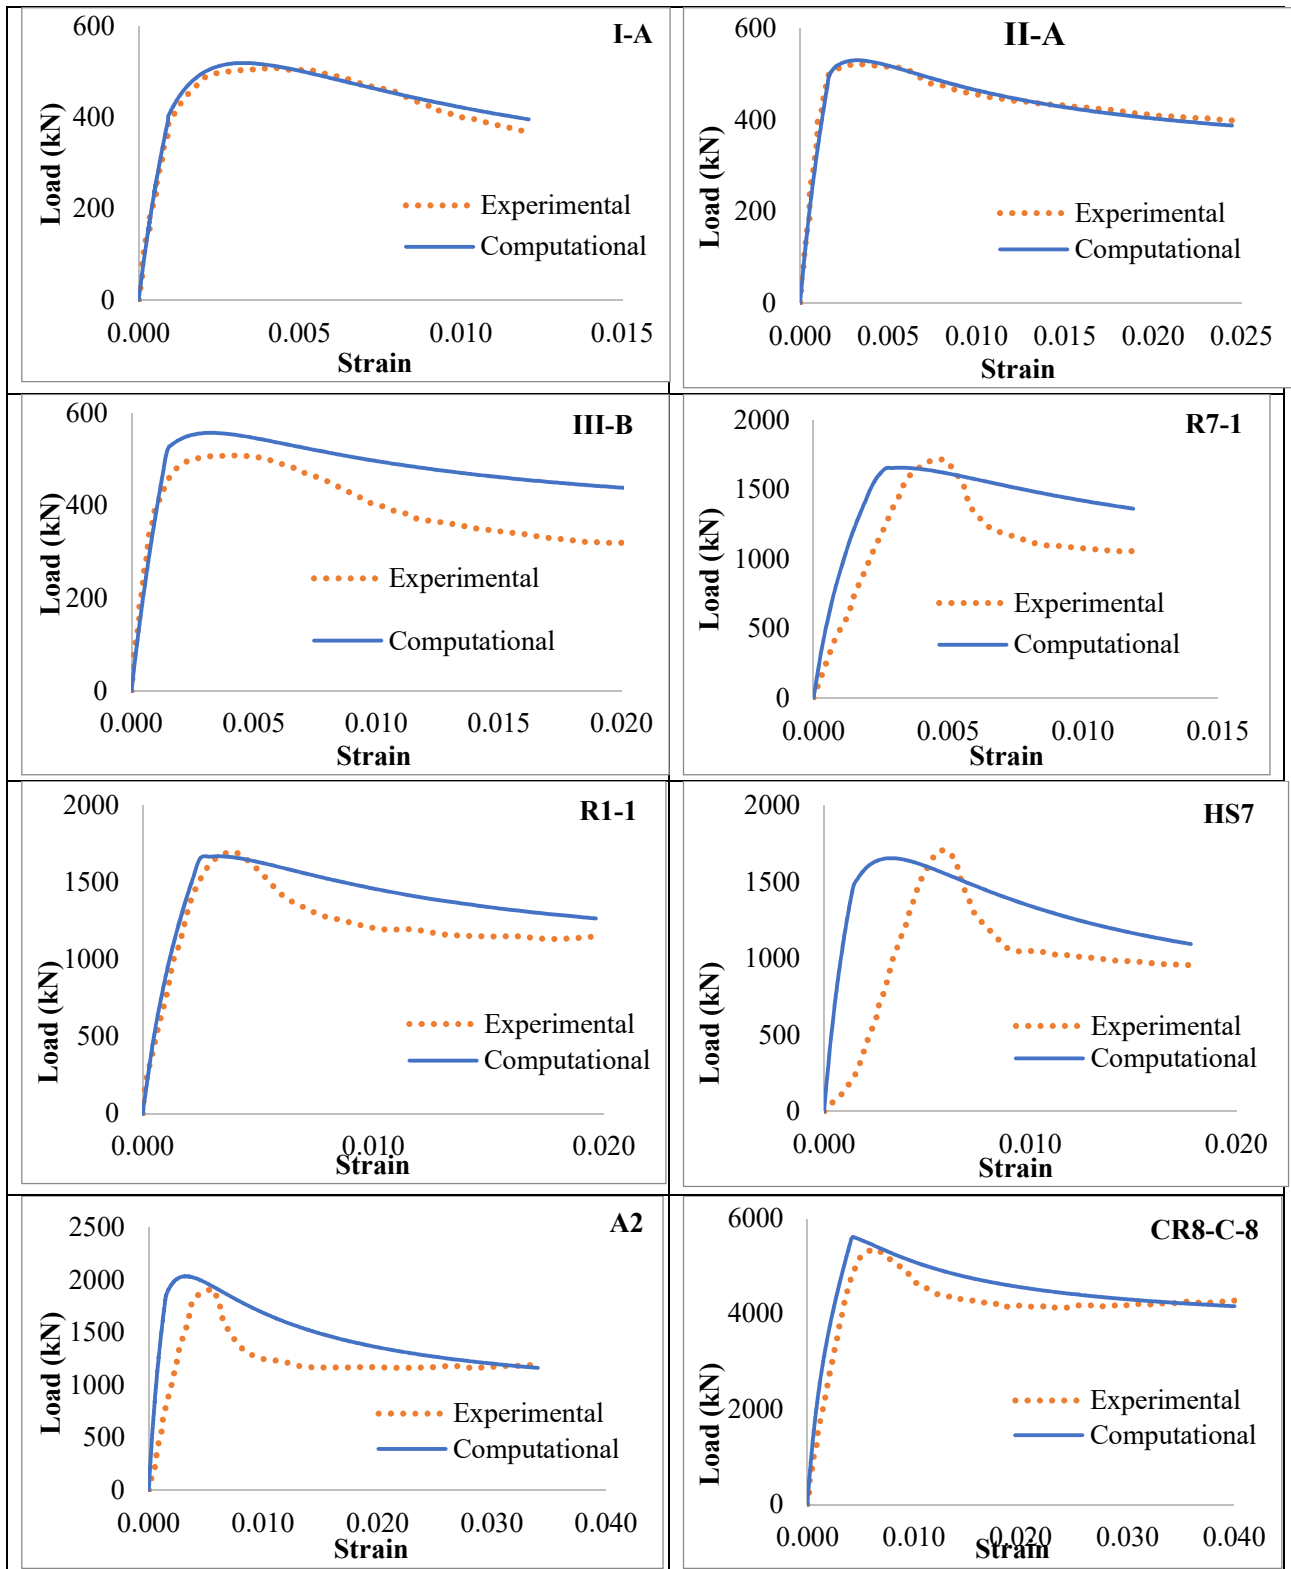 I-A
600
400
200
0
Load (kN)
Experimental
Computational
0.000 0.005 0.010 0.015
Strain
II-A
600
400
200
0
Load (kN)
Experimental
Computational
0.000 0.005 0.010 0.015 0.020 0.025
Strain
III-B
600
400
200
0
Load (kN)
Experimental
Computational
0.000 0.005 0.010 0.015 0.020
Strain
R7-1
2000
1500
1000
500
0
Load (kN)
Experimental
Computational
0.000 0.005 0.010 0.015
Strain
R1-1
2000
1500
1000
500
0
Load (kN)
Experimental
Computational
0.000 0.010 0.020
Strain
HS7
2000
1500
1000
500
0
Load (kN)
Experimental
Computational
0.000 0.010 0.020
Strain
A2
2500
2000
1500
1000
500
0
Load (kN)
Experimental
Computational
0.000 0.010 0.020 0.030 0.040
Strain
CR8-C-8
6000
4000
2000
0
Load (kN)
Experimental
Computational
0.000 0.010 0.020 0.030 0.040
Strain